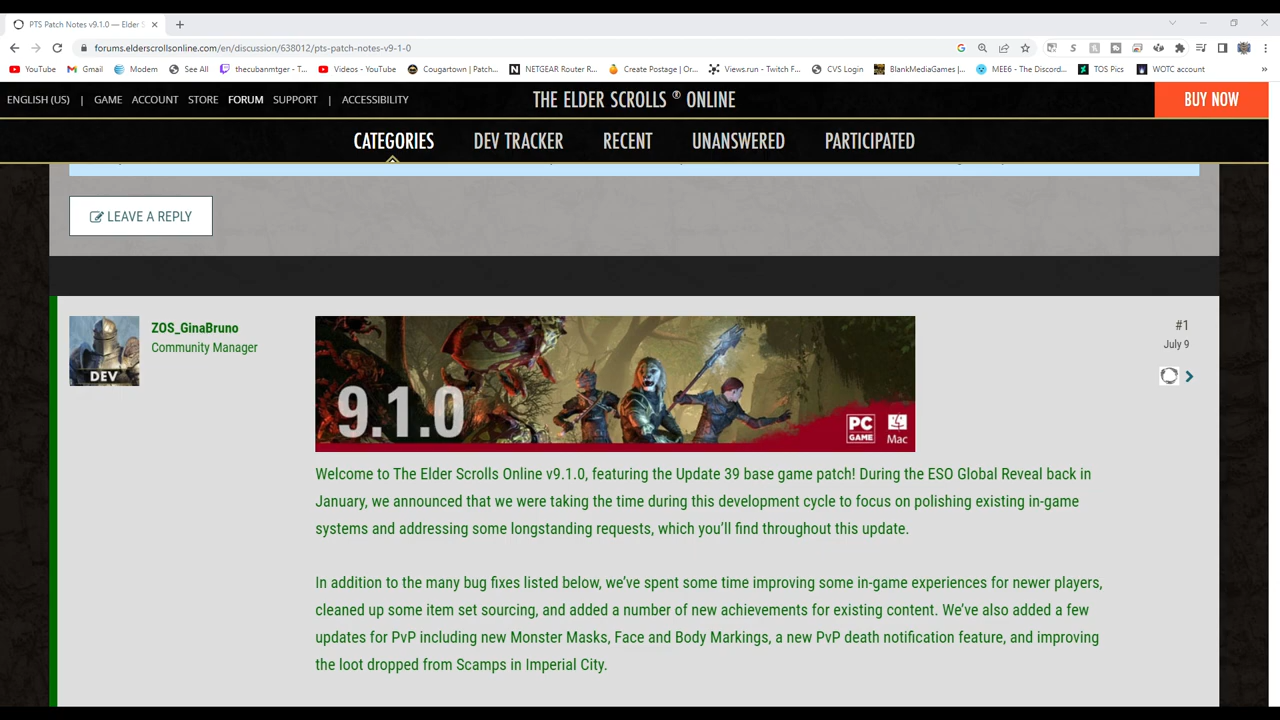 PTS Patch Notes v9.1.0 — Elder S
forums.elderscrollsonline.com/en/discussion/638012/pts-patch-notes-v9-1-0
YouTube Gmail Modem See All thecubanmtger - T... Videos - YouTube Cougartown | Patch... NETGEAR Router R... Create Postage | Or... Views.run - Twitch F... CVS Login BlankMediaGames |... MEE6 - The Discord... TOS Pics WOTC account »
ENGLISH (US) | GAME ACCOUNT STORE FORUM SUPPORT | ACCESSIBILITY THE ELDER SCROLLS ® ONLINE BUY NOW
CATEGORIES DEV TRACKER RECENT UNANSWERED PARTICIPATED
LEAVE A REPLY
ZOS_GinaBruno
Community Manager
DEV
#1
July 9
9.1.0
PC GAME Mac
Welcome to The Elder Scrolls Online v9.1.0, featuring the Update 39 base game patch! During the ESO Global Reveal back in
January, we announced that we were taking the time during this development cycle to focus on polishing existing in-game
systems and addressing some longstanding requests, which you'll find throughout this update.
In addition to the many bug fixes listed below, we've spent some time improving some in-game experiences for newer players,
cleaned up some item set sourcing, and added a number of new achievements for existing content. We've also added a few
updates for PvP including new Monster Masks, Face and Body Markings, a new PvP death notification feature, and improving
the loot dropped from Scamps in Imperial City.